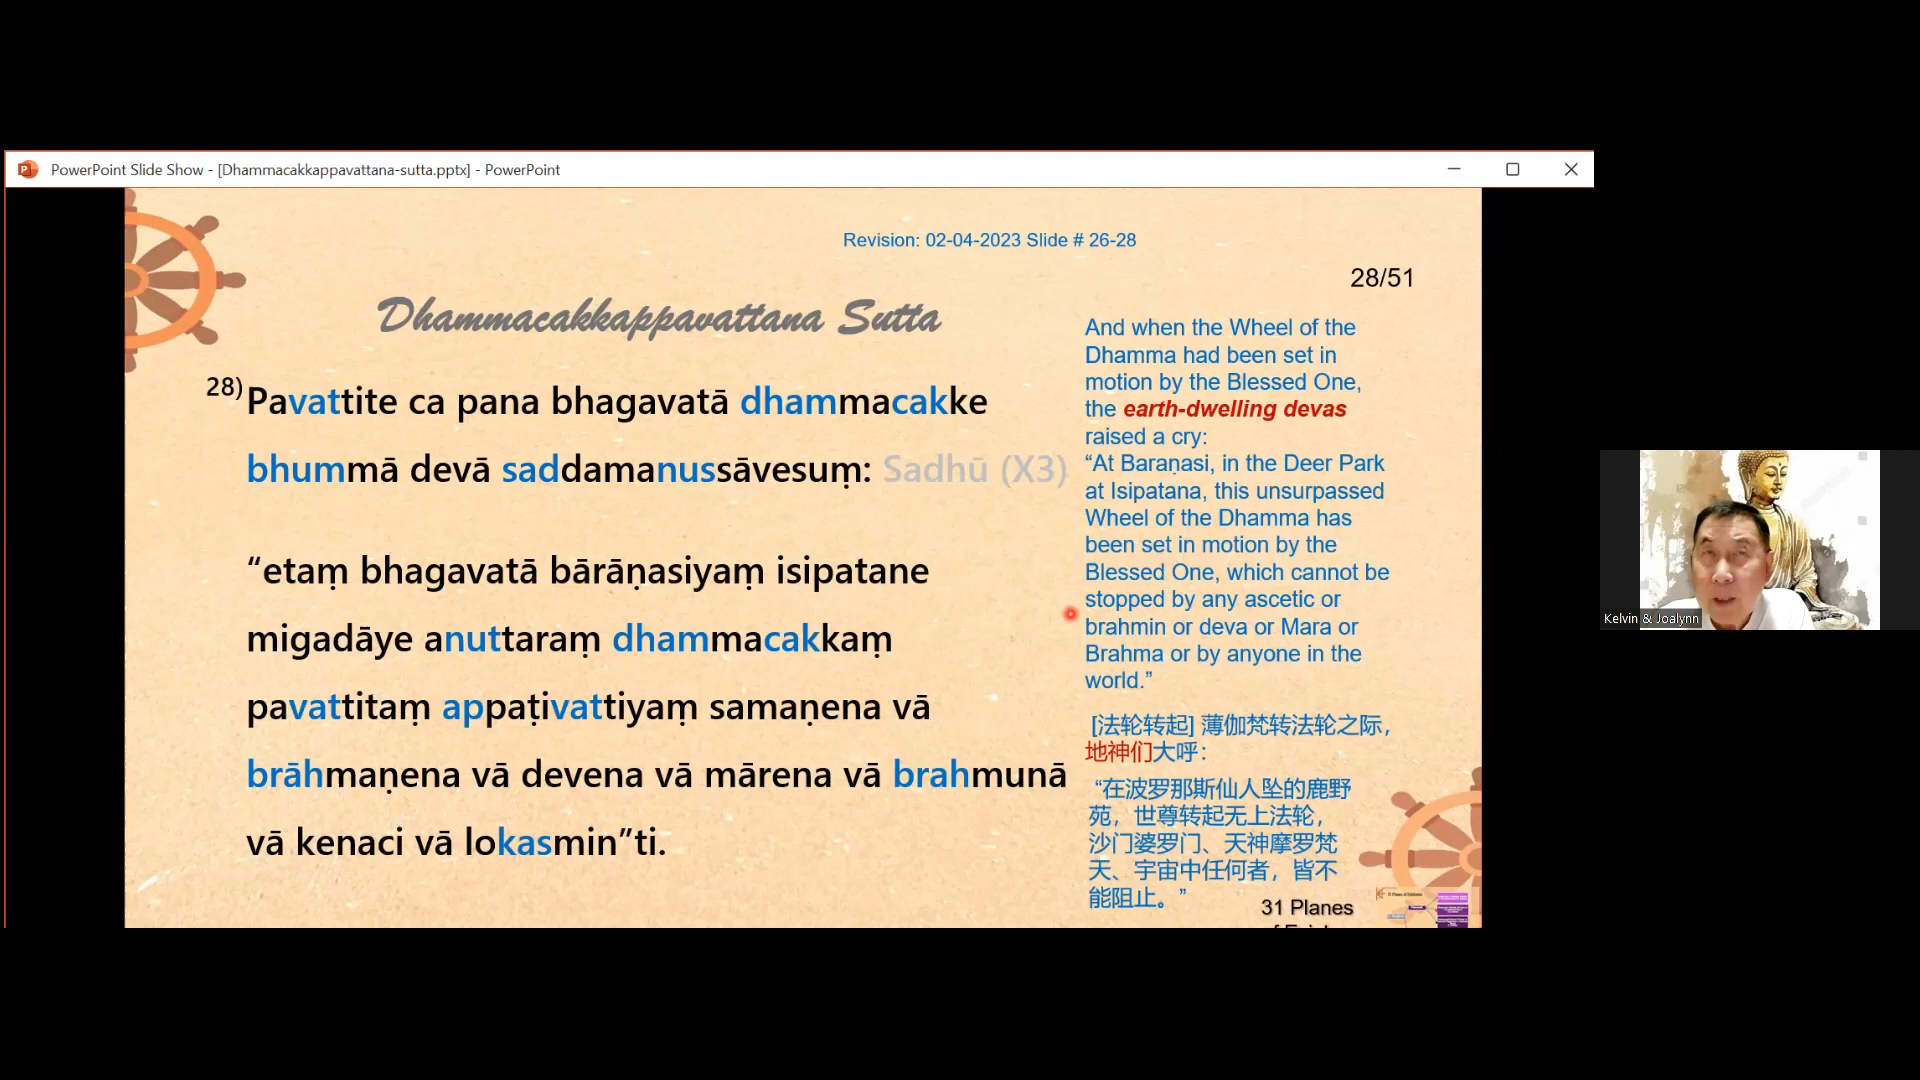 PowerPoint Slide Show - [Dhammacakkappavattana-sutta.pptx] - PowerPoint
Revision: 02-04-2023 Slide # 26-28
28/51
Dhammacakkappavattana Sutta
28) Pavattite ca pana bhagavatā dhammacakke
bhummā devā saddamanussāvesuṃ: Sadhū (X3)
“etaṃ bhagavatā bārāṇasiyaṃ isipatane
migadāye anuttaraṃ dhammacakkaṃ
pavattitaṃ appaṭivattiyaṃ samaṇena vā
brāhmaṇena vā devena vā mārena vā brahmunā
vā kenaci vā lokasmin”ti.
And when the Wheel of the
Dhamma had been set in
motion by the Blessed One,
the earth-dwelling devas
raised a cry:
“At Baraṇasi, in the Deer Park
at Isipatana, this unsurpassed
Wheel of the Dhamma has
been set in motion by the
Blessed One, which cannot be
stopped by any ascetic or
brahmin or deva or Mara or
Brahma or by anyone in the
world.”
[法轮转起] 薄伽梵转法轮之际，
地神们大呼：
“在波罗那斯仙人坠的鹿野
苑，世尊转起无上法轮，
沙门婆罗门、天神摩罗梵
天、宇宙中任何者，皆不
能阻止。”
31 Planes
Kelvin & Joalynn